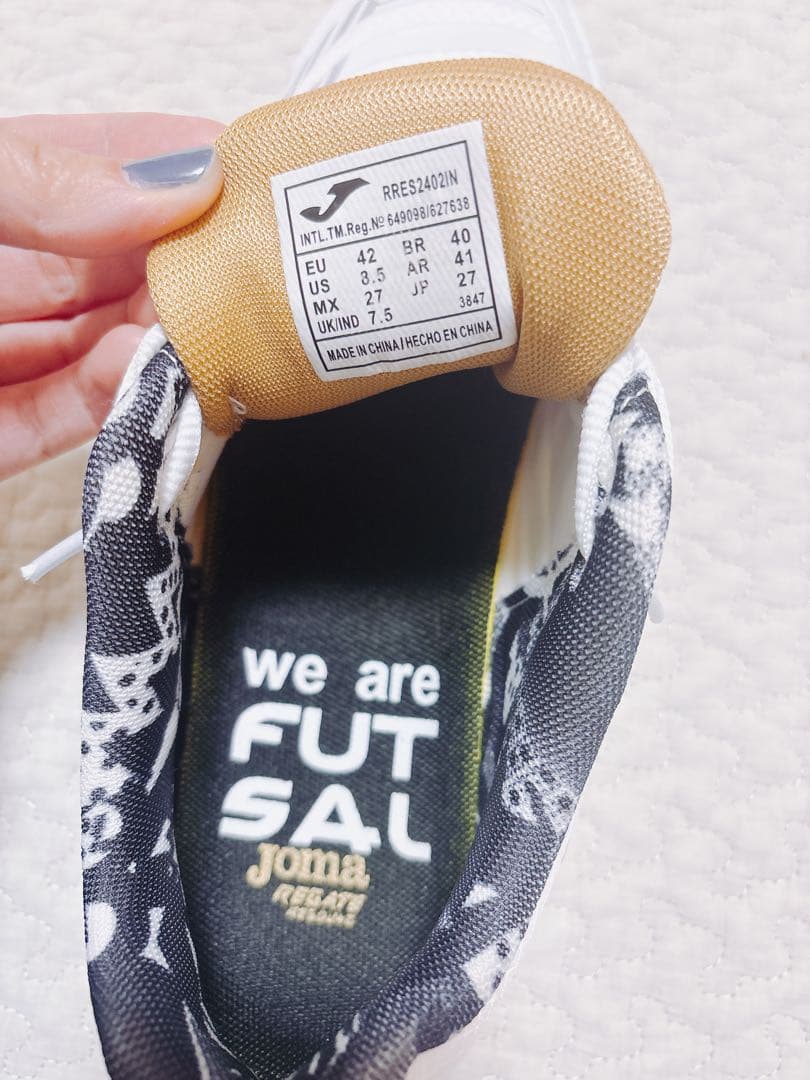 RRES2402IN
INTL.TM.Reg.Nº 649098/627638
EU 42 BR 40
US 8.5 AR 41
MX 27 JP 27
UK/IND 7.5 3847
MADE IN CHINA / HECHO EN CHINA
we are
FUT
SAL
Joma
REGATE